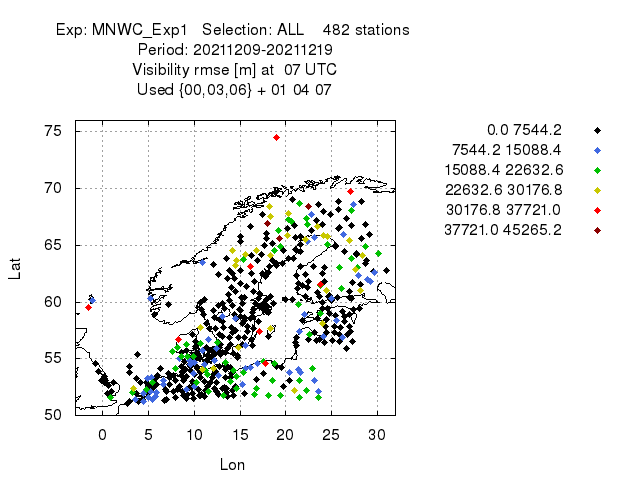 Exp: MNWC_Exp1 Selection: ALL 482 stations
Period: 20211209-20211219
Visibility rmse [m] at 07 UTC
Used {00,03,06} + 01 04 07
0.0 7544.2
7544.2 15088.4
15088.4 22632.6
22632.6 30176.8
30176.8 37721.0
37721.0 45265.2
75
70
65
60
55
50
Lat
0 5 10 15 20 25 30
Lon